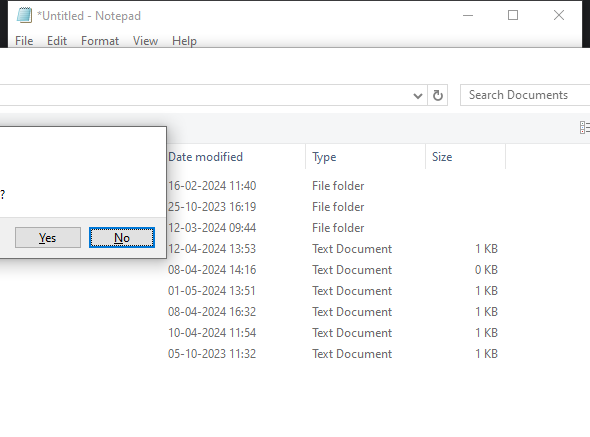 *Untitled - Notepad
File Edit Format View Help
Search Documents
Date modified Type Size
?
16-02-2024 11:40 File folder
25-10-2023 16:19 File folder
12-03-2024 09:44 File folder
Yes No
12-04-2024 13:53 Text Document 1 KB
08-04-2024 14:16 Text Document 0 KB
01-05-2024 13:51 Text Document 1 KB
08-04-2024 16:32 Text Document 1 KB
10-04-2024 11:54 Text Document 1 KB
05-10-2023 11:32 Text Document 1 KB